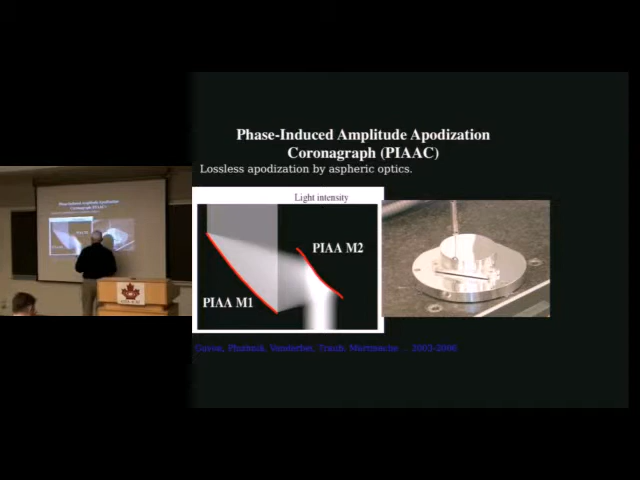 Phase-Induced Amplitude Apodization
Coronagraph (PIAAC)
Lossless apodization by aspheric optics.
Light intensity
PIAA M2
PIAA M1